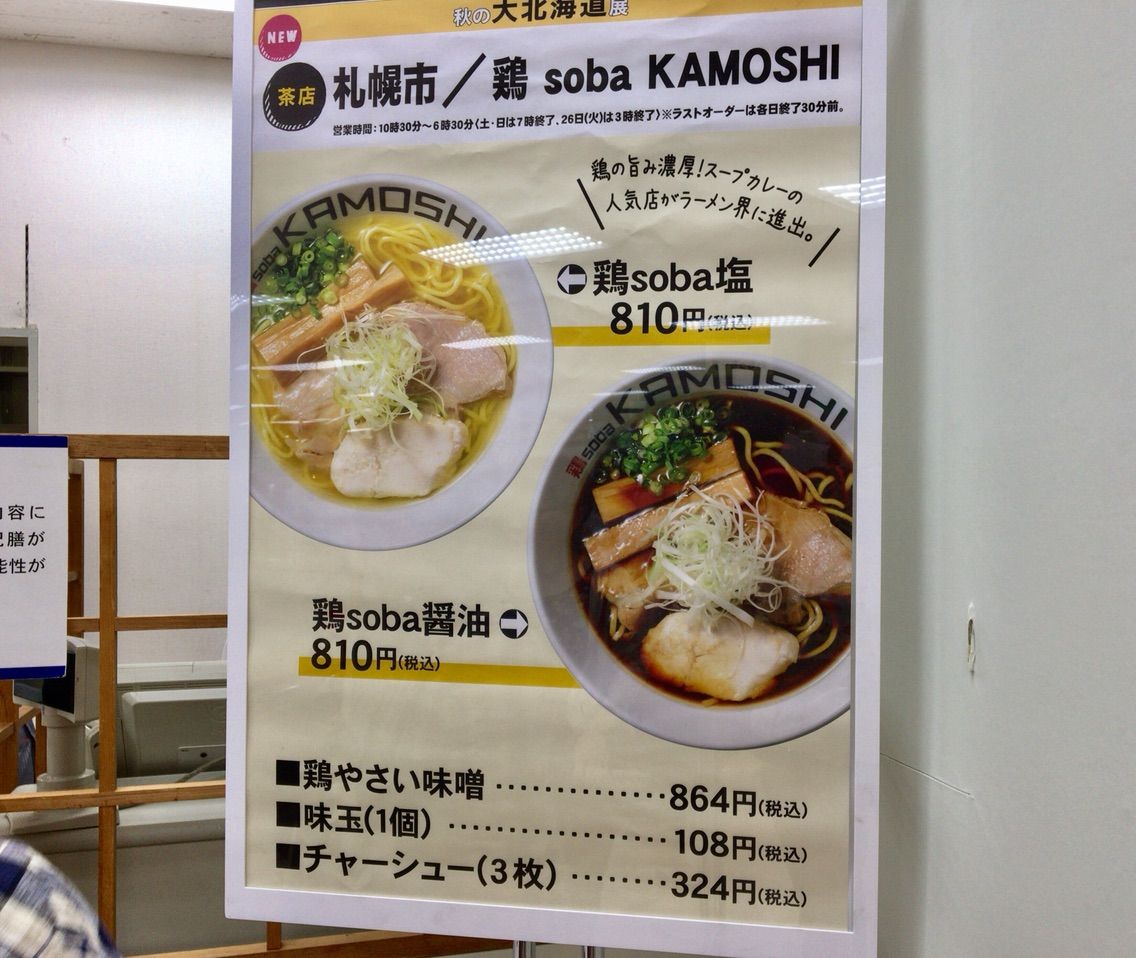 秋の大北海道展
NEW
茶店
札幌市／鶏 soba KAMOSHI
営業時間：10時30分〜6時30分〈土・日は7時終了、26日(火)は3時終了〉※ラストオーダーは各日終了30分前。
鶏の旨み濃厚！スープカレーの
人気店がラーメン界に進出。
soba KAMOSHI
鶏soba塩
810円(税込)
鶏 soba KAMOSHI
鶏soba醤油
810円(税込)
■鶏やさい味噌 ‥‥‥‥‥‥‥864円(税込)
■味玉(1個) ‥‥‥‥‥‥‥‥108円(税込)
■チャーシュー(3枚) ‥‥‥‥324円(税込)
容に
膳が
能性が